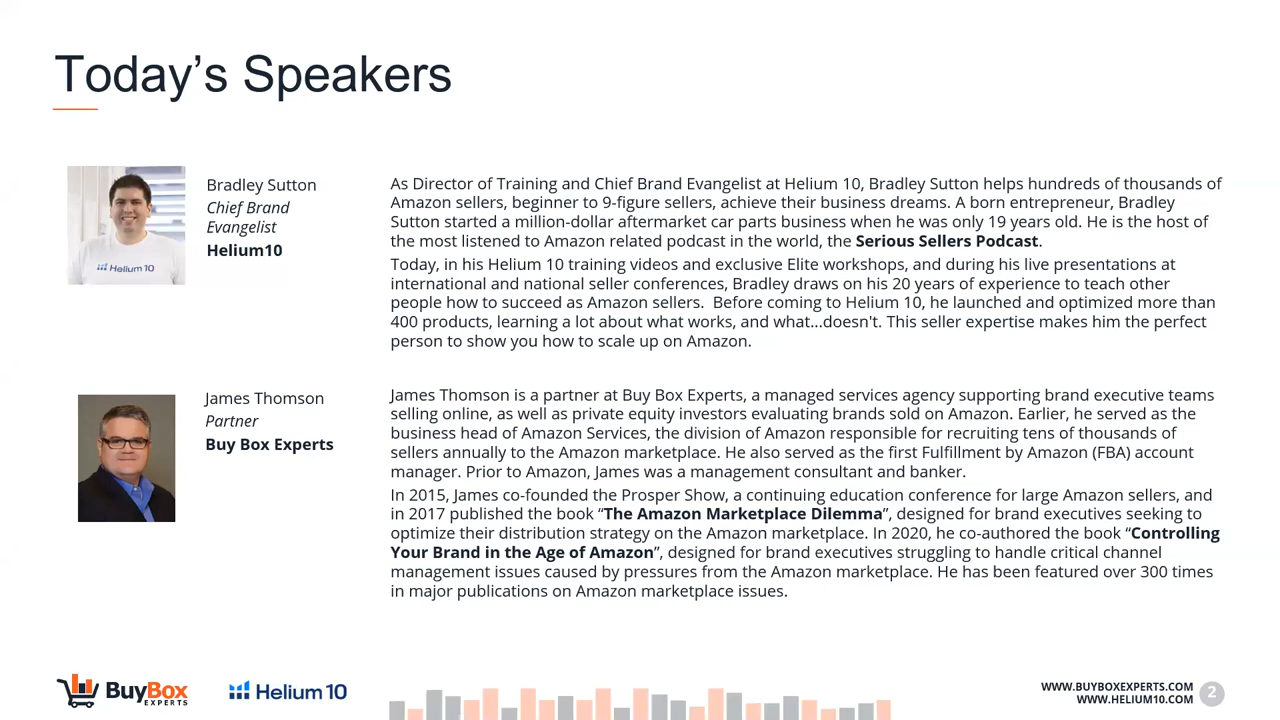 Today’s Speakers
Helium 10
Bradley Sutton
Chief Brand
Evangelist
Helium10
As Director of Training and Chief Brand Evangelist at Helium 10, Bradley Sutton helps hundreds of thousands of
Amazon sellers, beginner to 9-figure sellers, achieve their business dreams. A born entrepreneur, Bradley
Sutton started a million-dollar aftermarket car parts business when he was only 19 years old. He is the host of
the most listened to Amazon related podcast in the world, the Serious Sellers Podcast.
Today, in his Helium 10 training videos and exclusive Elite workshops, and during his live presentations at
international and national seller conferences, Bradley draws on his 20 years of experience to teach other
people how to succeed as Amazon sellers.  Before coming to Helium 10, he launched and optimized more than
400 products, learning a lot about what works, and what...doesn't. This seller expertise makes him the perfect
person to show you how to scale up on Amazon.
James Thomson
Partner
Buy Box Experts
James Thomson is a partner at Buy Box Experts, a managed services agency supporting brand executive teams
selling online, as well as private equity investors evaluating brands sold on Amazon. Earlier, he served as the
business head of Amazon Services, the division of Amazon responsible for recruiting tens of thousands of
sellers annually to the Amazon marketplace. He also served as the first Fulfillment by Amazon (FBA) account
manager. Prior to Amazon, James was a management consultant and banker.
In 2015, James co-founded the Prosper Show, a continuing education conference for large Amazon sellers, and
in 2017 published the book “The Amazon Marketplace Dilemma”, designed for brand executives seeking to
optimize their distribution strategy on the Amazon marketplace. In 2020, he co-authored the book “Controlling
Your Brand in the Age of Amazon”, designed for brand executives struggling to handle critical channel
management issues caused by pressures from the Amazon marketplace. He has been featured over 300 times
in major publications on Amazon marketplace issues.
BuyBox
EXPERTS
Helium 10
WWW.BUYBOXEXPERTS.COM
WWW.HELIUM10.COM
2